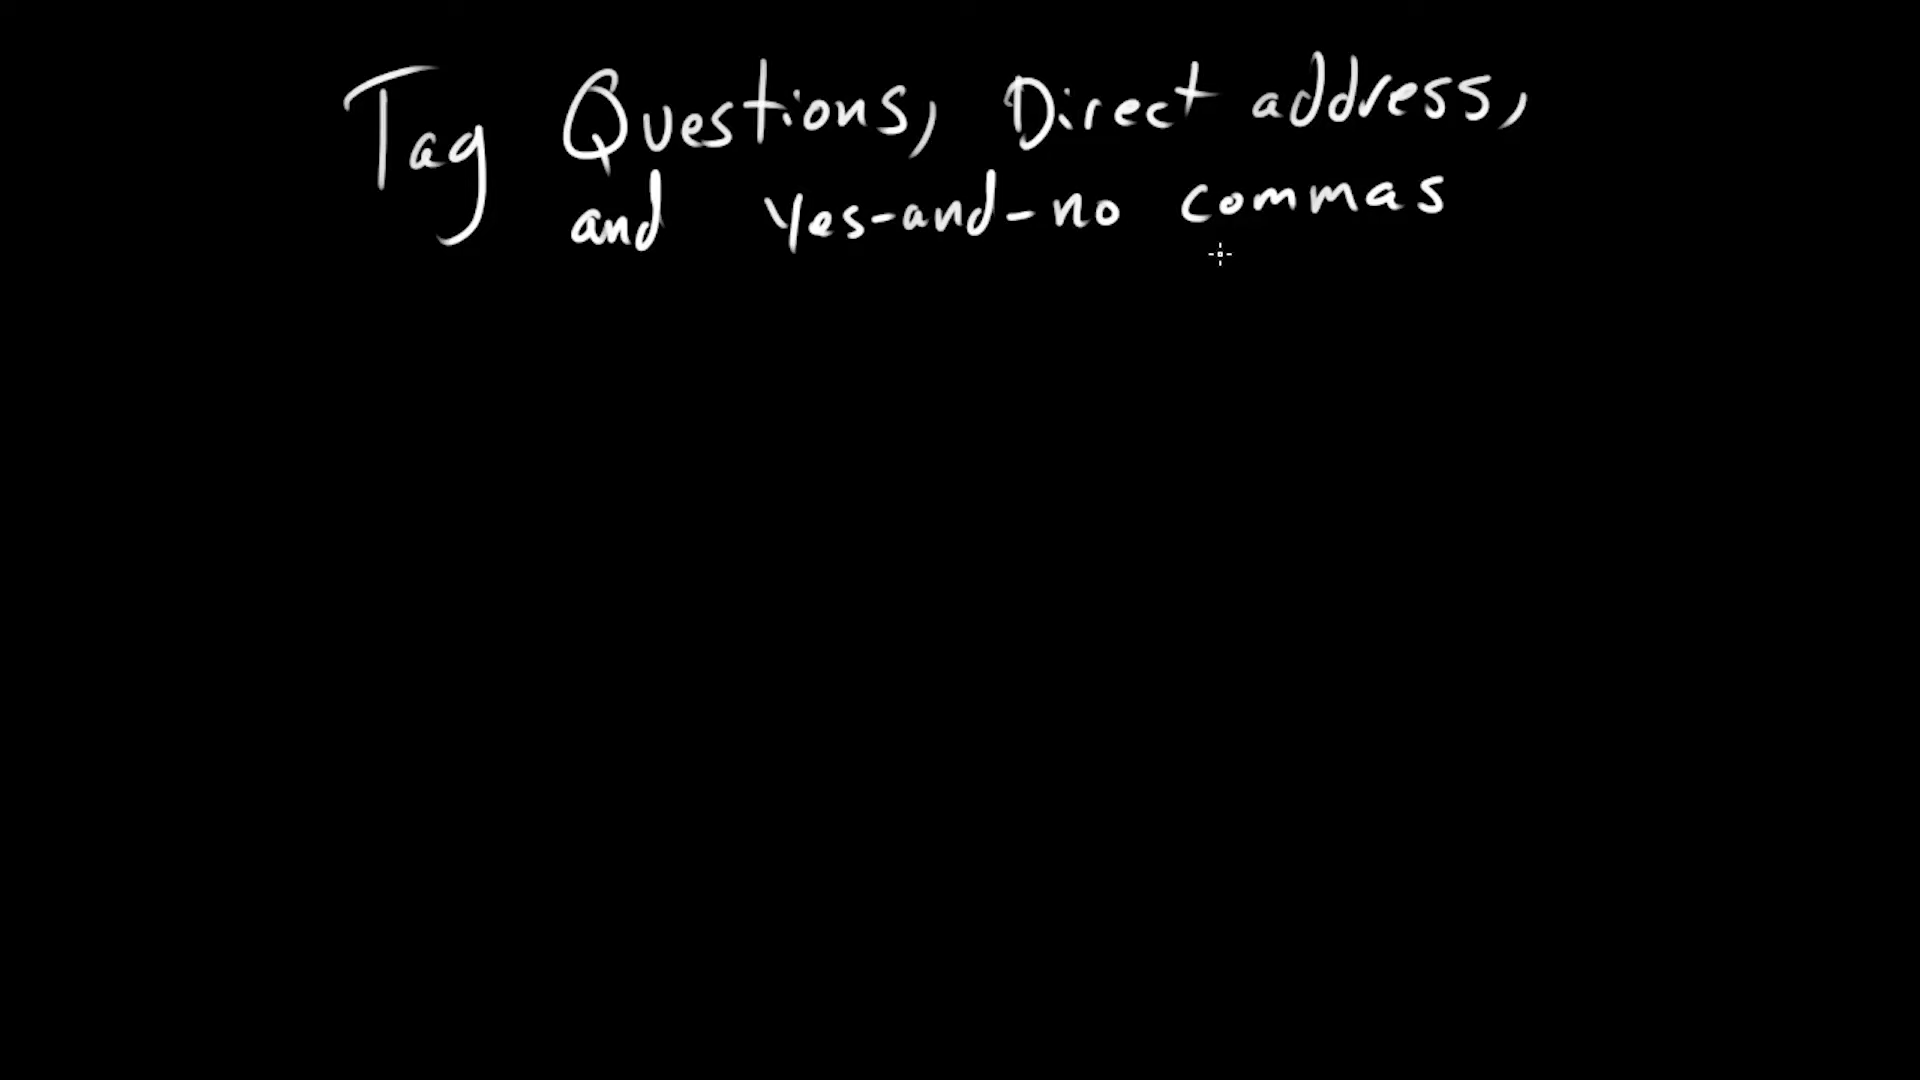 Tag Questions, Direct address,
and yes-and-no commas